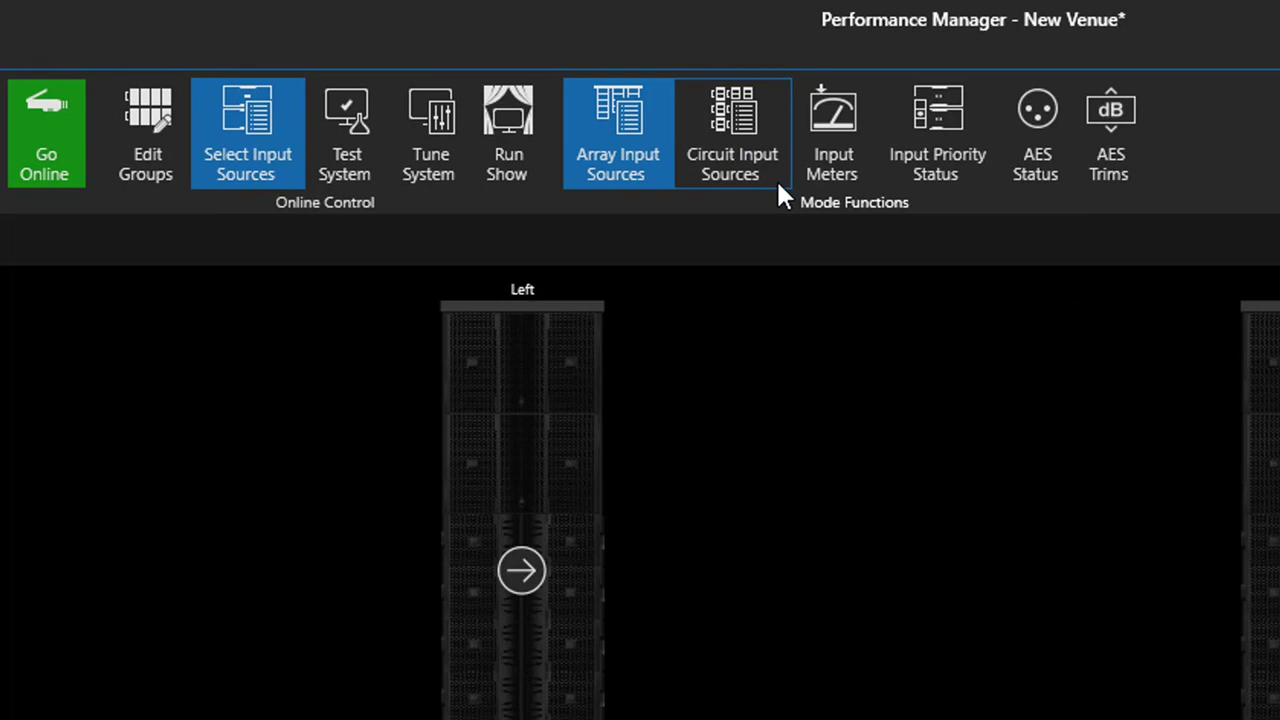 Performance Manager - New Venue*
Go
Online
Edit
Groups
Select Input
Sources
Test
System
Tune
System
Run
Show
Array Input
Sources
Circuit Input
Sources
Input
Meters
Input Priority
Status
AES
Status
dB
AES
Trims
Online Control
Mode Functions
Left